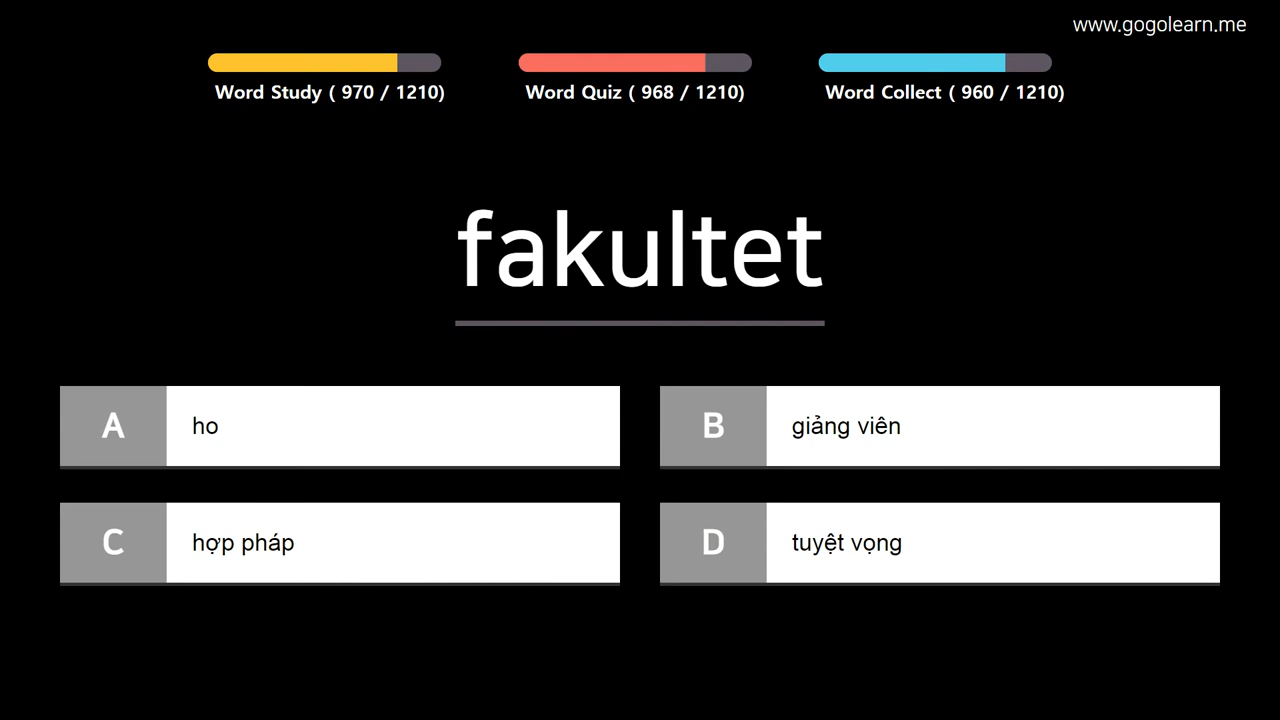 www.gogolearn.me
Word Study ( 970 / 1210)
Word Quiz ( 968 / 1210)
Word Collect ( 960 / 1210)
fakultet
A ho
B giảng viên
C hợp pháp
D tuyệt vọng